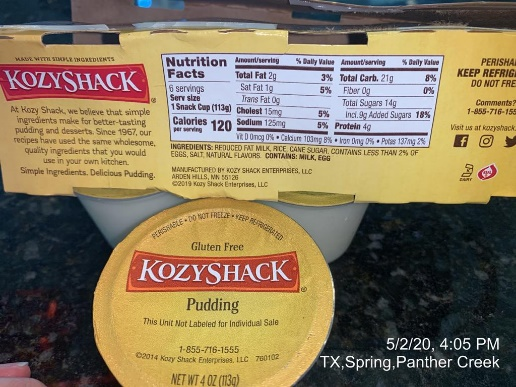 MADE WITH SIMPLE INGREDIENTS
KOZYSHACK®
At Kozy Shack, we believe that simple
ingredients make for better-tasting
pudding and desserts. Since 1967, our
recipes have used the same wholesome,
quality ingredients that you would
use in your own kitchen.
Simple Ingredients. Delicious Pudding.
Nutrition
Facts
6 servings
Serv size
1 Snack Cup (113g)
Calories 120
per serving
Amount/serving % Daily Value
Total Fat 2g 3%
Sat Fat 1g 5%
Trans Fat 0g
Cholest 15mg 5%
Sodium 125mg 5%
Amount/serving % Daily Value
Total Carb. 21g 8%
Fiber 0g 0%
Total Sugars 14g
Incl. 9g Added Sugars 18%
Protein 4g
Vit D 0mcg 0% • Calcium 103mg 8% • Iron 0mg 0% • Potas 137mg 2%
INGREDIENTS: REDUCED FAT MILK, RICE, CANE SUGAR. CONTAINS LESS THAN 2% OF
EGGS, SALT, NATURAL FLAVORS. CONTAINS: MILK, EGG
MANUFACTURED BY KOZY SHACK ENTERPRISES, LLC
ARDEN HILLS, MN 55126
©2019 Kozy Shack Enterprises, LLC
PERISHA
KEEP REFRIG
DO NOT FRE
Comments?
1-855-716-155
Visit us at kozyshack.
DAIRY
PERISHABLE • DO NOT FREEZE • KEEP REFRIGERATED
Gluten Free
KOZYSHACK®
Pudding
This Unit Not Labeled for Individual Sale
1-855-716-1555
©2014 Kozy Shack Enterprises, LLC 760102
NET WT 4 OZ (113g)
5/2/20, 4:05 PM
TX,Spring,Panther Creek